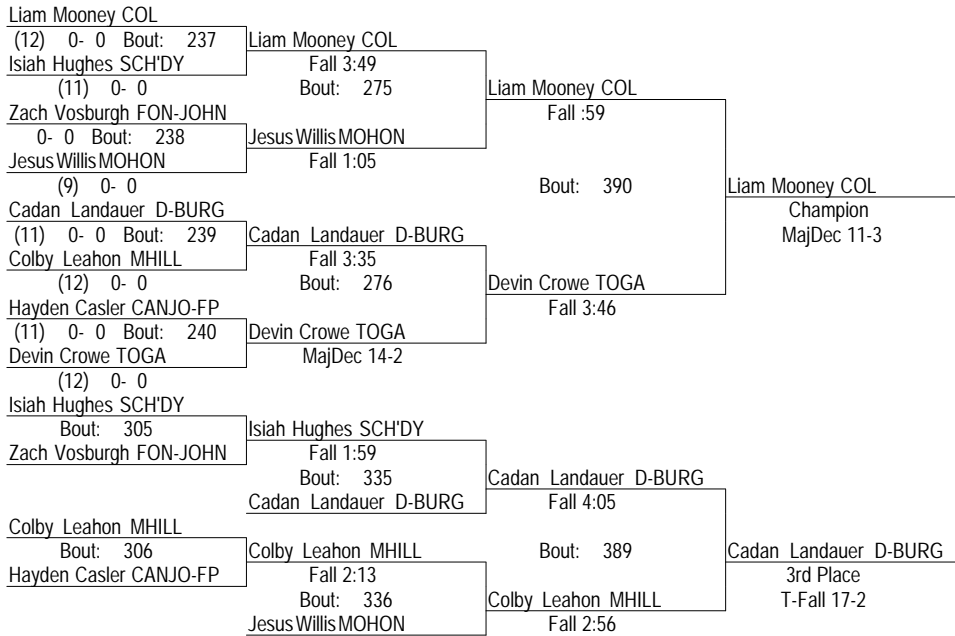 Liam Mooney COL
(12) 0- 0 Bout: 237 Liam Mooney COL
Isiah Hughes SCH'DY Fall 3:49
(11) 0- 0 Bout: 275 Liam Mooney COL
Zach Vosburgh FON-JOHN Fall :59
0- 0 Bout: 238 Jesus Willis MOHON
Jesus Willis MOHON Fall 1:05
(9) 0- 0 Bout: 390 Liam Mooney COL
Cadan Landauer D-BURG Champion
(11) 0- 0 Bout: 239 Cadan Landauer D-BURG MajDec 11-3
Colby Leahon MHILL Fall 3:35
(12) 0- 0 Bout: 276 Devin Crowe TOGA
Hayden Casler CANJO-FP Fall 3:46
(11) 0- 0 Bout: 240 Devin Crowe TOGA
Devin Crowe TOGA MajDec 14-2
(12) 0- 0
Isiah Hughes SCH'DY
Bout: 305 Isiah Hughes SCH'DY
Zach Vosburgh FON-JOHN Fall 1:59
Bout: 335 Cadan Landauer D-BURG
Cadan Landauer D-BURG Fall 4:05
Colby Leahon MHILL
Bout: 306 Colby Leahon MHILL Bout: 389 Cadan Landauer D-BURG
Hayden Casler CANJO-FP Fall 2:13 3rd Place
Bout: 336 Colby Leahon MHILL T-Fall 17-2
Jesus Willis MOHON Fall 2:56